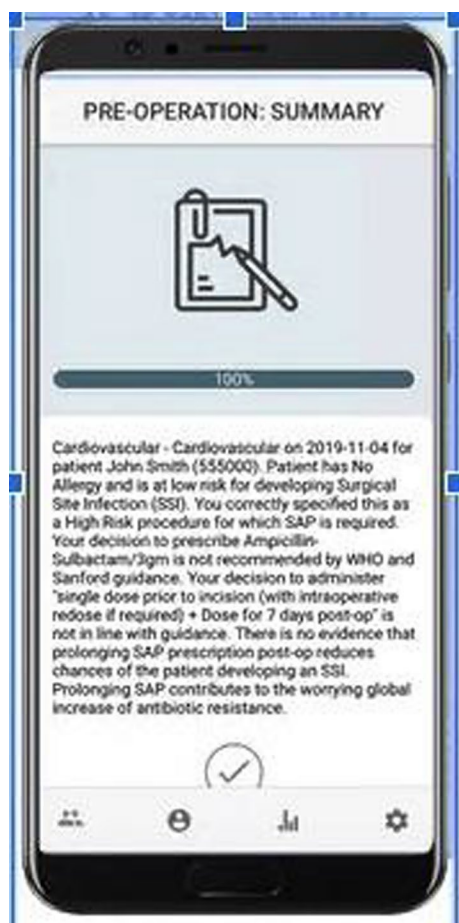 PRE-OPERATION: SUMMARY
100%
Cardiovascular - Cardiovascular on 2019-11-04 for
patient John Smith (555000). Patient has No
Allergy and is at low risk for developing Surgical
Site Infection (SSI). You correctly specified this as
a High Risk procedure for which SAP is required.
Your decision to prescribe Ampicillin-
Sulbactam/3gm is not recommended by WHO and
Sanford guidance. Your decision to administer
"single dose prior to incision (with intraoperative
redose if required) + Dose for 7 days post-op" is
not in line with guidance. There is no evidence that
prolonging SAP prescription post-op reduces
chances of the patient developing an SSI.
Prolonging SAP contributes to the worrying global
increase of antibiotic resistance.